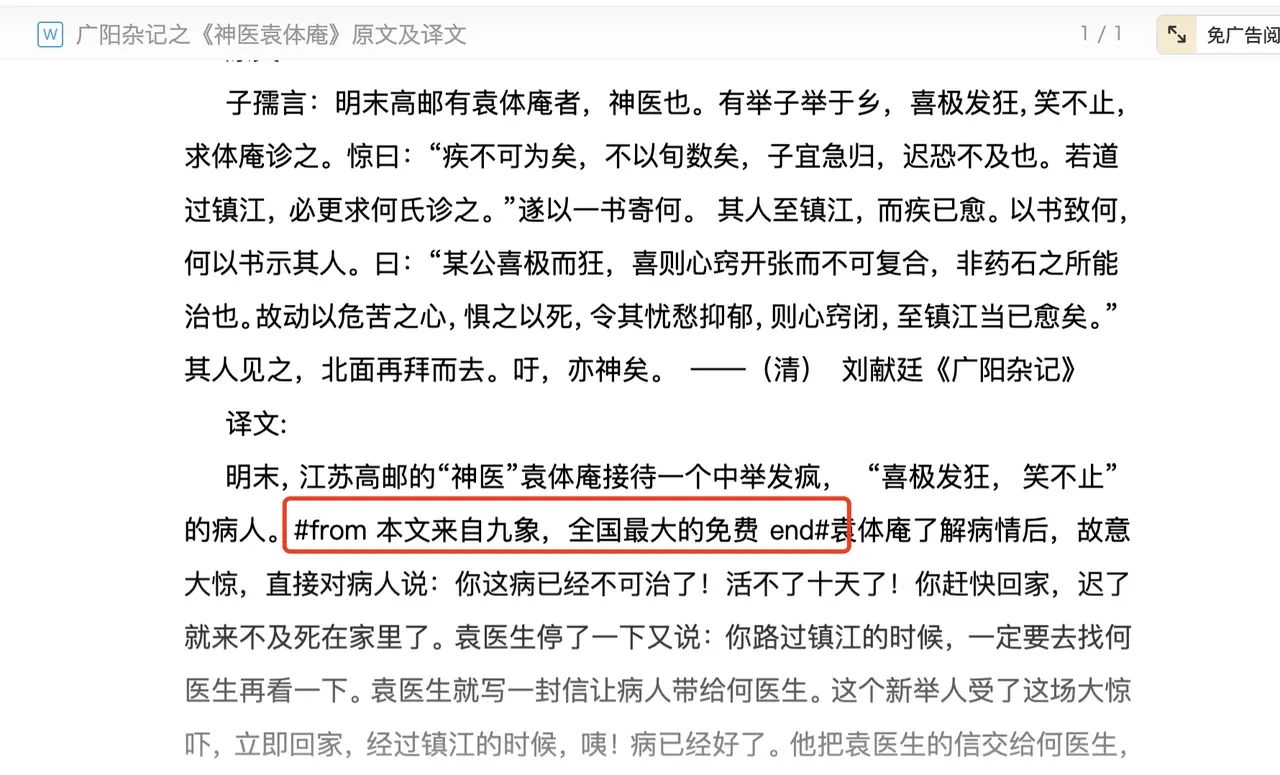 广阳杂记之《神医袁体庵》原文及译文
1 / 1
免广告阅
子孺言：明末高邮有袁体庵者，神医也。有举子举于乡，喜极发狂, 笑不止,
求体庵诊之。惊曰：“疾不可为矣，不以旬数矣，子宜急归，迟恐不及也。若道
过镇江，必更求何氏诊之。”遂以一书寄何。 其人至镇江，而疾已愈。以书致何,
何以书示其人。曰：“某公喜极而狂，喜则心窍开张而不可复合，非药石之所能
治也。故动以危苦之心, 惧之以死, 令其忧愁抑郁, 则心窍闭, 至镇江当已愈矣。”
其人见之，北面再拜而去。吁，亦神矣。 ——（清） 刘献廷《广阳杂记》
译文:
明末, 江苏高邮的“神医”袁体庵接待一个中举发疯， “喜极发狂， 笑不止”
的病人。#from 本文来自九象，全国最大的免费 end#袁体庵了解病情后，故意
大惊，直接对病人说：你这病已经不可治了！活不了十天了！你赶快回家，迟了
就来不及死在家里了。袁医生停了一下又说：你路过镇江的时候，一定要去找何
医生再看一下。袁医生就写一封信让病人带给何医生。这个新举人受了这场大惊
吓，立即回家，经过镇江的时候，咦！病已经好了。他把袁医生的信交给何医生,